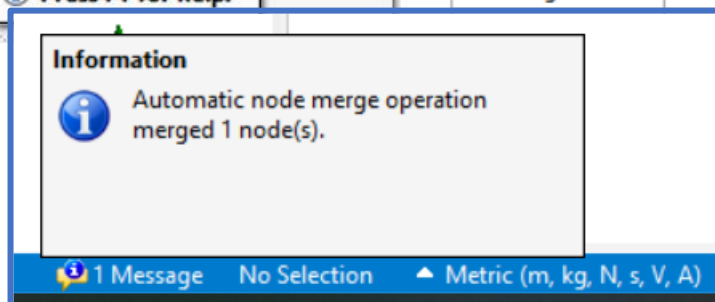 Information
Automatic node merge operation
merged 1 node(s).
1 Message No Selection Metric (m, kg, N, s, V, A)